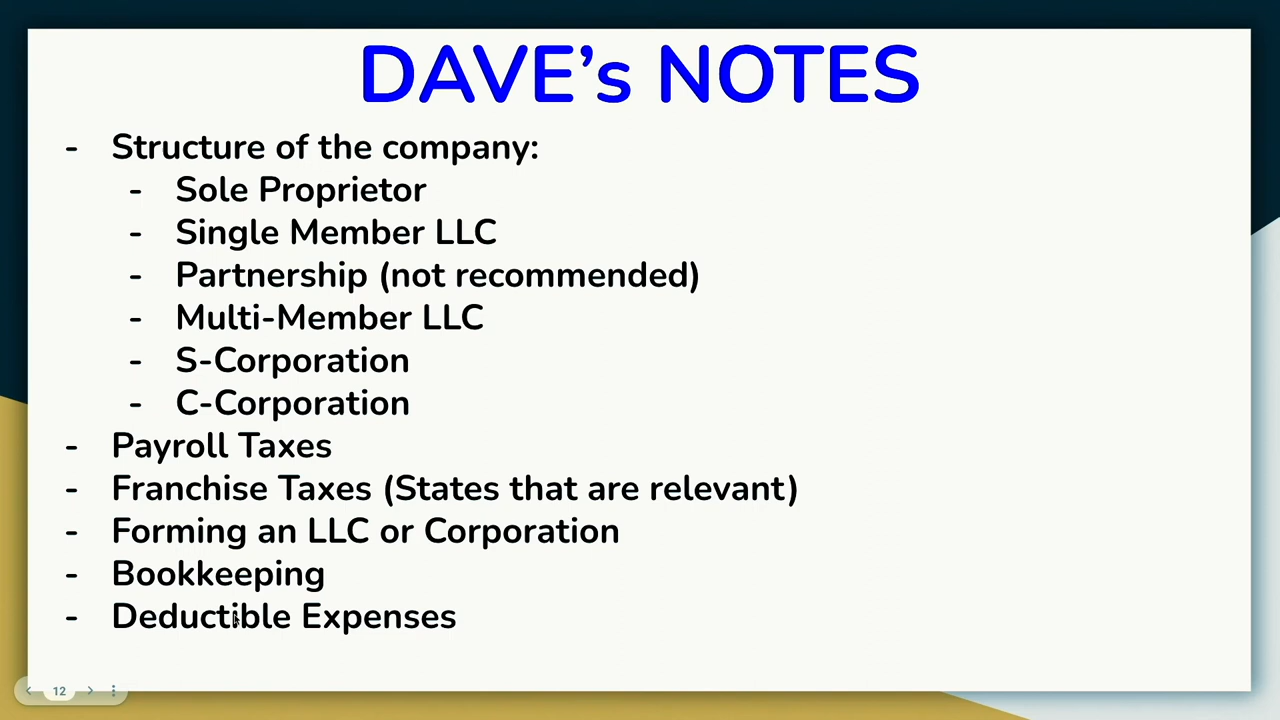 DAVE's NOTES
- Structure of the company:
- Sole Proprietor
- Single Member LLC
- Partnership (not recommended)
- Multi-Member LLC
- S-Corporation
- C-Corporation
- Payroll Taxes
- Franchise Taxes (States that are relevant)
- Forming an LLC or Corporation
- Bookkeeping
- Deductible Expenses
12